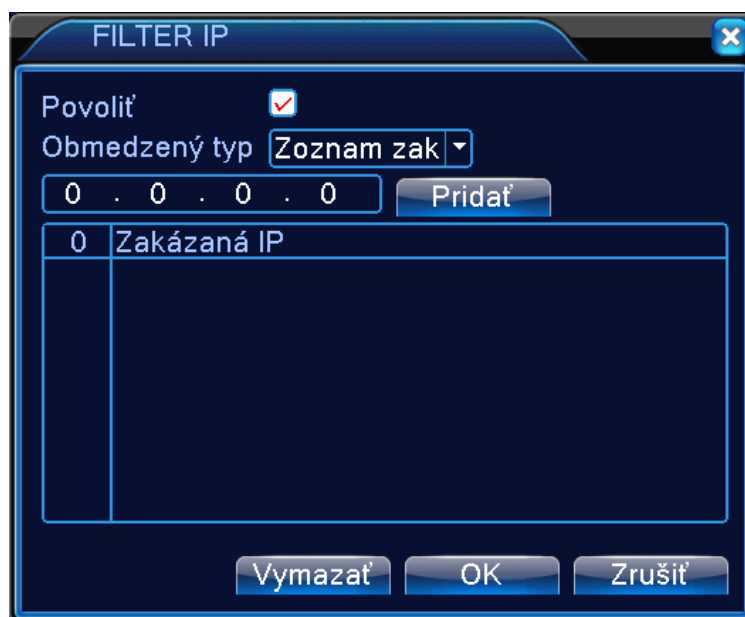 FILTER IP
Povoliť
Obmedzený typ Zoznam zak
0 . 0 . 0 . 0 Pridať
0 Zakázaná IP
Vymazať OK Zrušiť